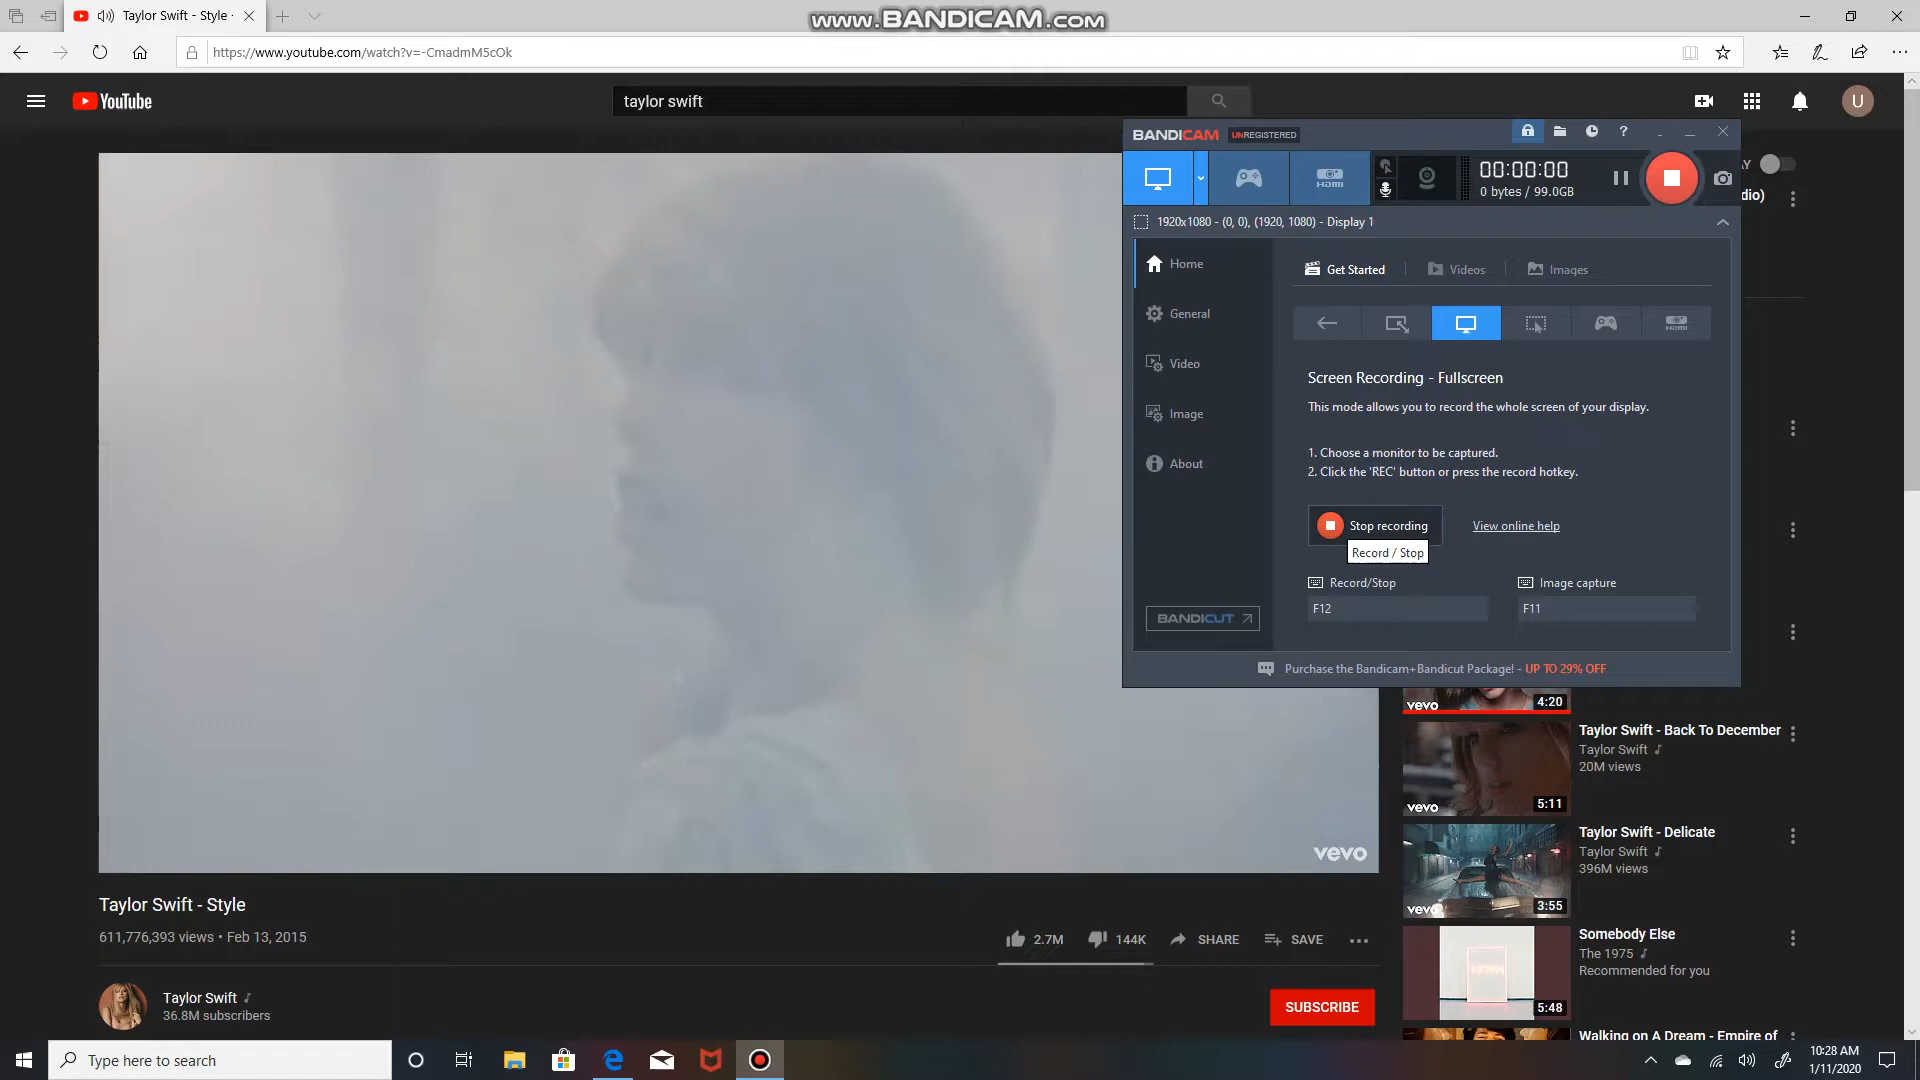 Taylor Swift - Style -
www.BANDICAM.com
https://www.youtube.com/watch?v=-CmadmM5cOk
YouTube
taylor swift
U
BANDICAM UNREGISTERED
?
HDMI
00:00:00
0 bytes / 99.0GB
AY
dio)
1920x1080 - (0, 0), (1920, 1080) - Display 1
Home
General
Video
Image
About
BANDICUT
Get Started
Videos
Images
HDMI
Screen Recording - Fullscreen
This mode allows you to record the whole screen of your display.
1. Choose a monitor to be captured.
2. Click the 'REC' button or press the record hotkey.
Stop recording
View online help
Record / Stop
Record/Stop
Image capture
F12
F11
Purchase the Bandicam+Bandicut Package! - UP TO 29% OFF
vevo
Taylor Swift - Style
611,776,393 views • Feb 13, 2015
2.7M
144K
SHARE
SAVE
Taylor Swift
36.8M subscribers
SUBSCRIBE
vevo
4:20
Taylor Swift - Back To December
Taylor Swift
20M views
vevo
5:11
Taylor Swift - Delicate
Taylor Swift
396M views
vevo
3:55
Somebody Else
The 1975
Recommended for you
5:48
Walking on A Dream - Empire of
Type here to search
10:28 AM
1/11/2020